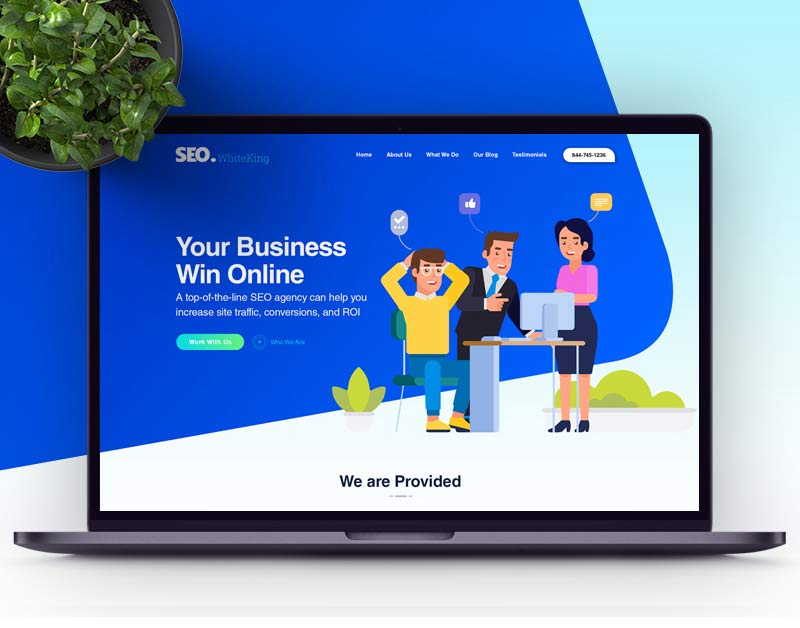 SEO.WhiteKing
Home About Us What We Do Our Blog Testimonials 844-745-1236
Your Business
Win Online
A top-of-the-line SEO agency can help you
increase site traffic, conversions, and ROI
Work With Us Who We Are
We are Provided